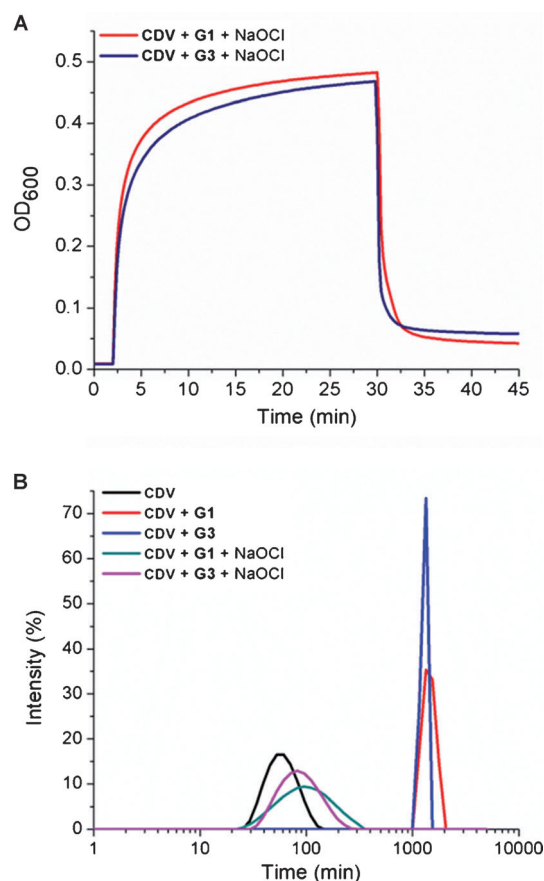 A
CDV + G1 + NaOCl
CDV + G3 + NaOCl
0.5
0.4
0.3
0.2
0.1
0.0
OD600
0 5 10 15 20 25 30 35 40 45
Time (min)
B
CDV
CDV + G1
CDV + G3
CDV + G1 + NaOCl
CDV + G3 + NaOCl
70
60
50
40
30
20
10
0
Intensity (%)
1 10 100 1000 10000
Time (min)